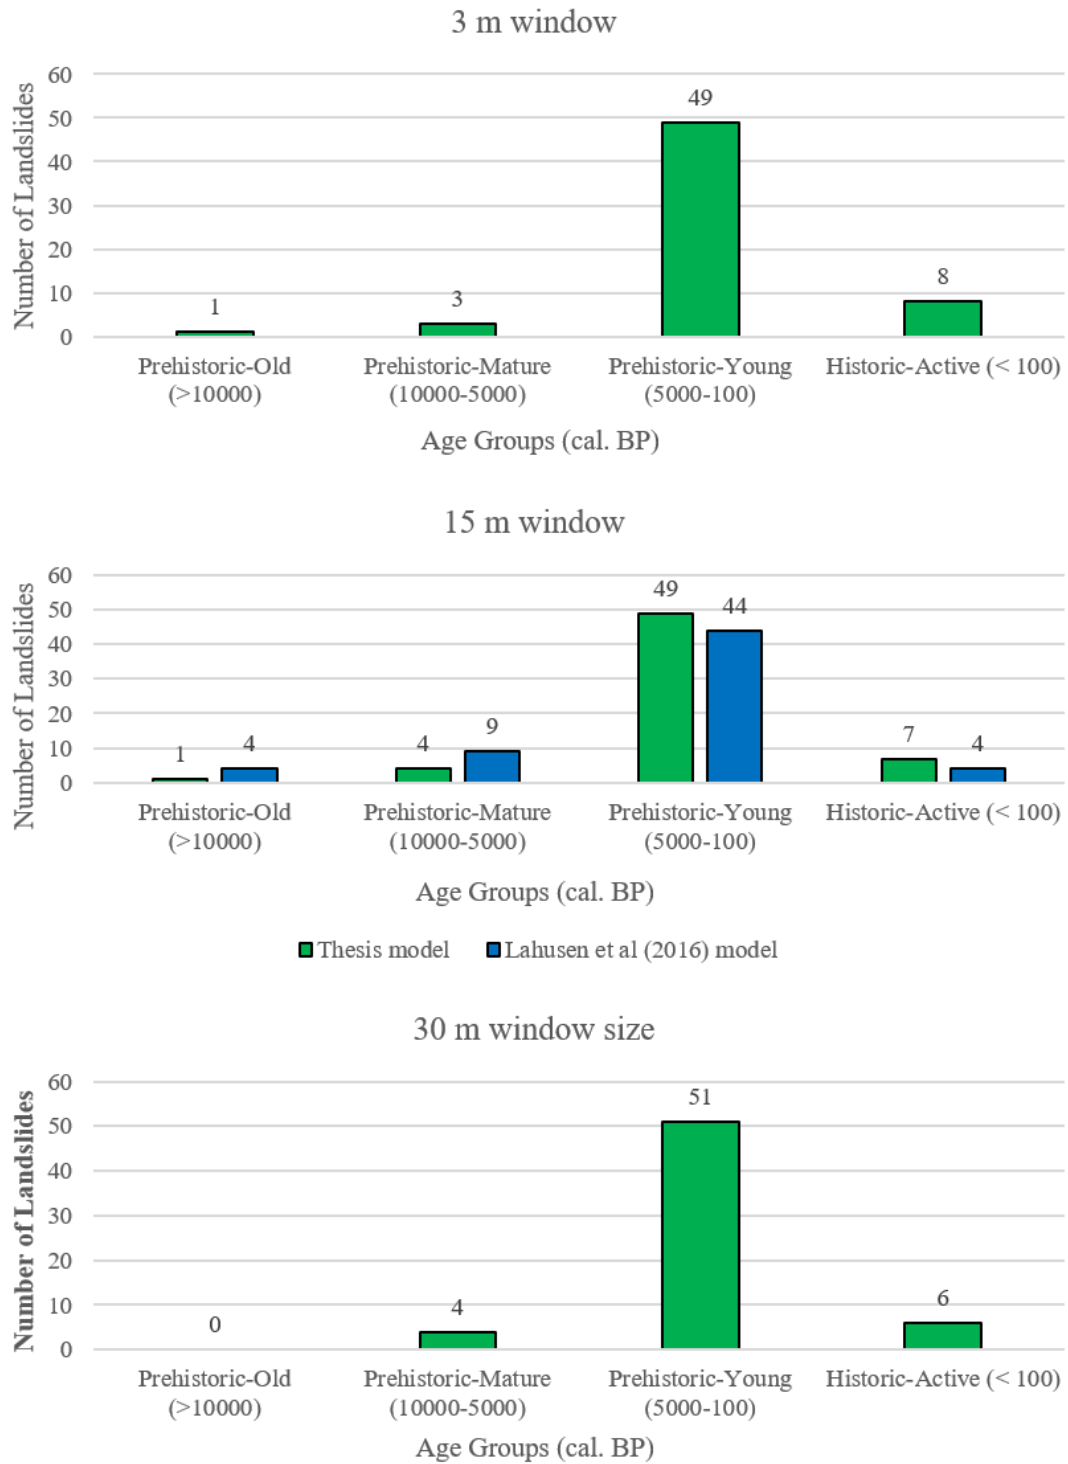 3 m window
60
50
40
30
20
10
0
Number of Landslides
1
3
49
8
Prehistoric-Old
(>10000)
Prehistoric-Mature
(10000-5000)
Prehistoric-Young
(5000-100)
Historic-Active (< 100)
Age Groups (cal. BP)
15 m window
60
50
40
30
20
10
0
Number of Landslides
1
4
4
9
49
44
7
4
Prehistoric-Old
(>10000)
Prehistoric-Mature
(10000-5000)
Prehistoric-Young
(5000-100)
Historic-Active (< 100)
Age Groups (cal. BP)
Thesis model
Lahusen et al (2016) model
30 m window size
60
50
40
30
20
10
0
Number of Landslides
0
4
51
6
Prehistoric-Old
(>10000)
Prehistoric-Mature
(10000-5000)
Prehistoric-Young
(5000-100)
Historic-Active (< 100)
Age Groups (cal. BP)